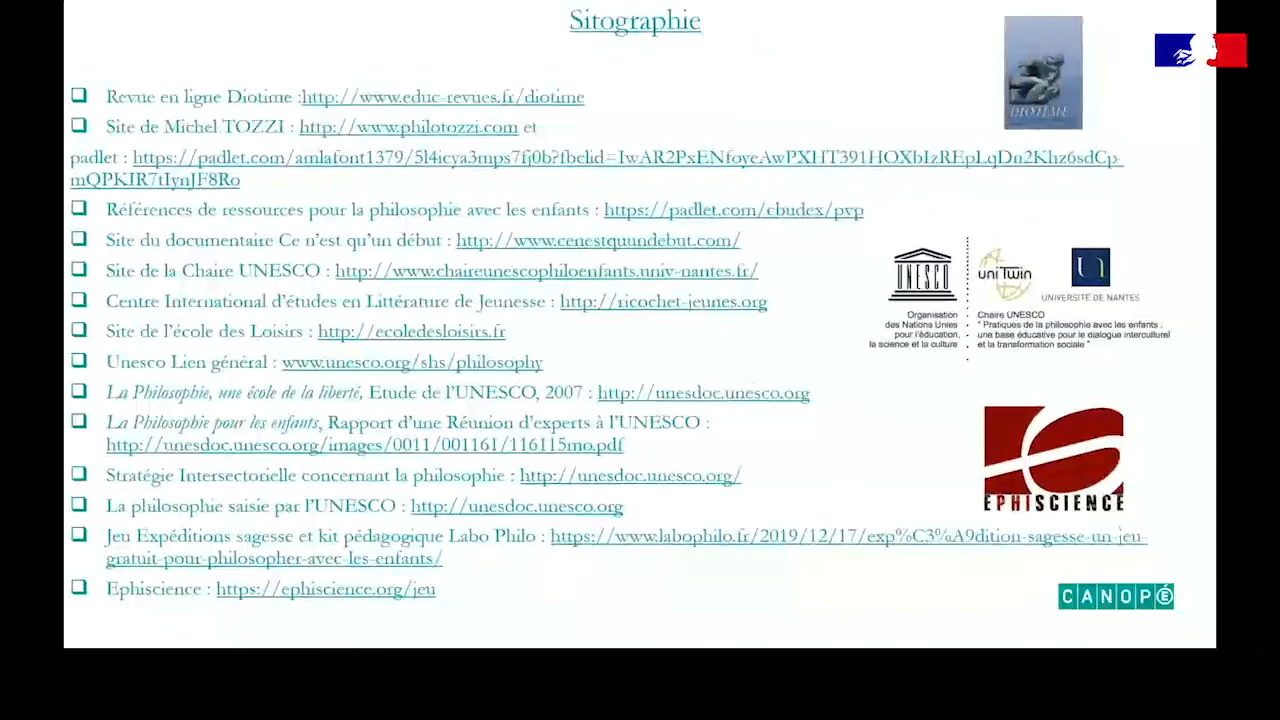 Sitographie
DIOTIME
Revue en ligne Diotime :http://www.educ-revues.fr/diotime
Site de Michel TOZZI : http://www.philotozzi.com et
padlet : https://padlet.com/amlafont1379/5l4icya3mps7fj0b?fbclid=IwAR2PxENfoyeAwPXHT391HOXbIzREpLqDn2Khz6sdCp-
mQPKIR7tIynJF8Ro
Références de ressources pour la philosophie avec les enfants : https://padlet.com/cbudex/pvp
Site du documentaire Ce n'est qu'un début : http://www.cenestquundebut.com/
Site de la Chaire UNESCO : http://www.chaireunescophiloenfants.univ-nantes.fr/
Centre International d'études en Littérature de Jeunesse : http://ricochet-jeunes.org
Site de l'école des Loisirs : http://ecoledesloisirs.fr
Unesco Lien général : www.unesco.org/shs/philosophy
La Philosophie, une école de la liberté, Etude de l'UNESCO, 2007 : http://unesdoc.unesco.org
La Philosophie pour les enfants, Rapport d'une Réunion d'experts à l'UNESCO :
http://unesdoc.unesco.org/images/0011/001161/116115mo.pdf
Stratégie Intersectorielle concernant la philosophie : http://unesdoc.unesco.org/
La philosophie saisie par l'UNESCO : http://unesdoc.unesco.org
Jeu Expéditions sagesse et kit pédagogique Labo Philo : https://www.labophilo.fr/2019/12/17/exp%C3%A9dition-sagesse-un-jeu-
gratuit-pour-philosopher-avec-les-enfants/
Ephiscience : https://ephiscience.org/jeu
UNESCO
uniTwin
UNIVERSITÉ DE NANTES
Organisation
des Nations Unies
pour l'éducation,
la science et la culture
Chaire UNESCO
" Pratiques de la philosophie avec les enfants :
une base éducative pour le dialogue interculturel
et la transformation sociale "
EPHISCIENCE
CANOPÉ